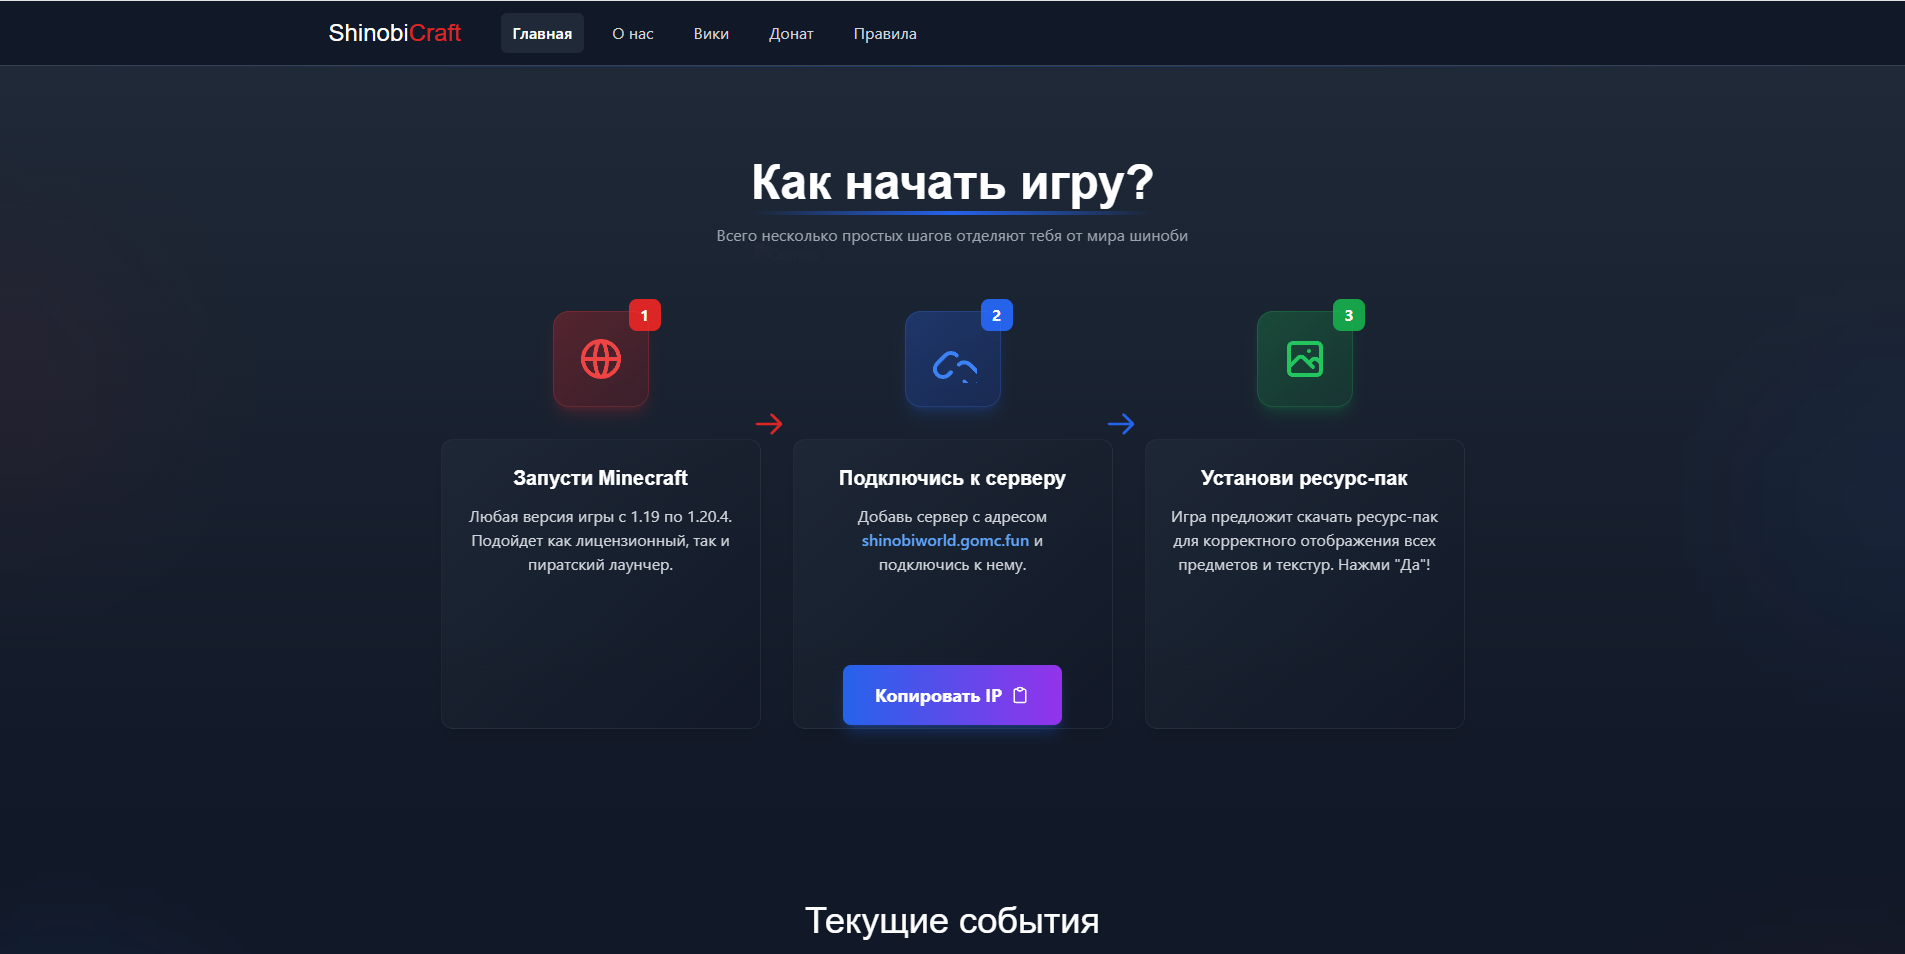 ShinobiCraft
Главная
О нас
Вики
Донат
Правила
Как начать игру?
Всего несколько простых шагов отделяют тебя от мира шиноби
1
Запусти Minecraft
Любая версия игры с 1.19 по 1.20.4.
Подойдет как лицензионный, так и
пиратский лаунчер.
2
Подключись к серверу
Добавь сервер с адресом
shinobiworld.gomc.fun и
подключись к нему.
Копировать IP
3
Установи ресурс-пак
Игра предложит скачать ресурс-пак
для корректного отображения всех
предметов и текстур. Нажми "Да"!
Текущие события